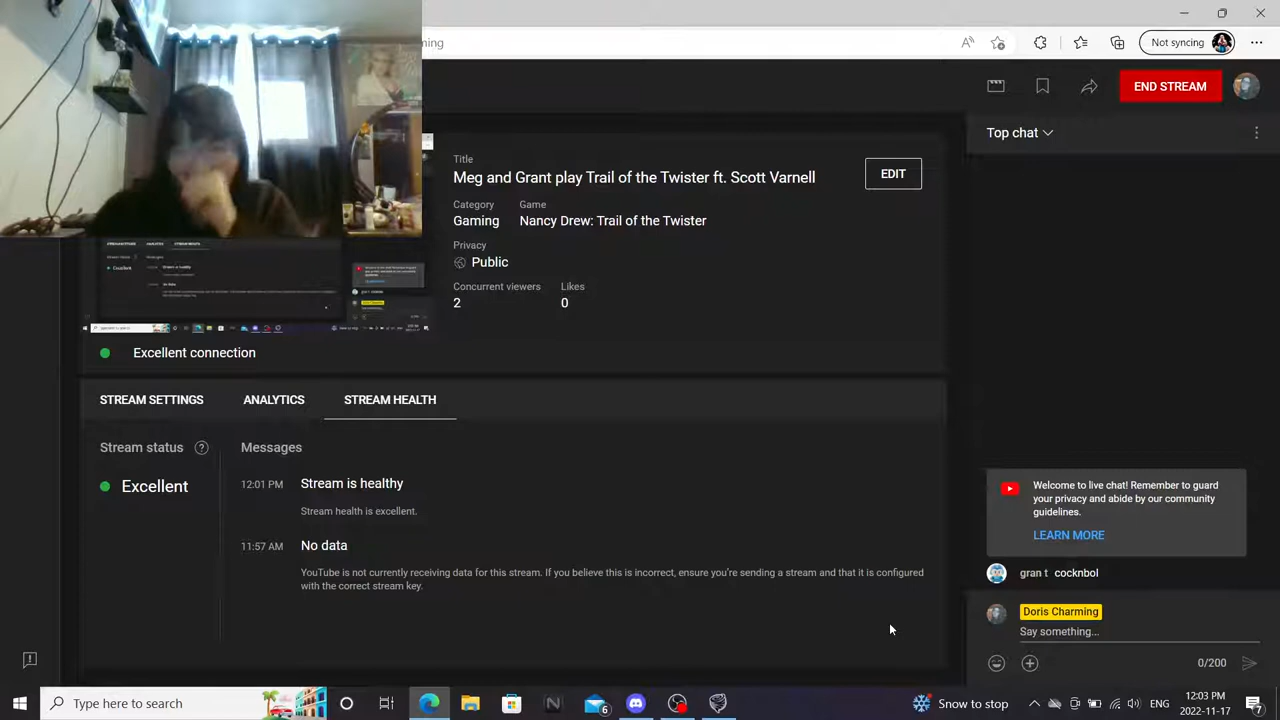 ming
Not syncing
END STREAM
Top chat
Title
Meg and Grant play Trail of the Twister ft. Scott Varnell
EDIT
Category
Game
Gaming
Nancy Drew: Trail of the Twister
Privacy
Public
Concurrent viewers
Likes
2
0
Excellent connection
STREAM SETTINGS
ANALYTICS
STREAM HEALTH
Stream status
?
Messages
Excellent
12:01 PM
Stream is healthy
Stream health is excellent.
11:57 AM
No data
YouTube is not currently receiving data for this stream. If you believe this is incorrect, ensure you're sending a stream and that it is configured
with the correct stream key.
Welcome to live chat! Remember to guard
your privacy and abide by our community
guidelines.
LEARN MORE
gran t cocknbol
Doris Charming
Say something...
0/200
Type here to search
6
Snow to stop
ENG
12:03 PM
2022-11-17
7